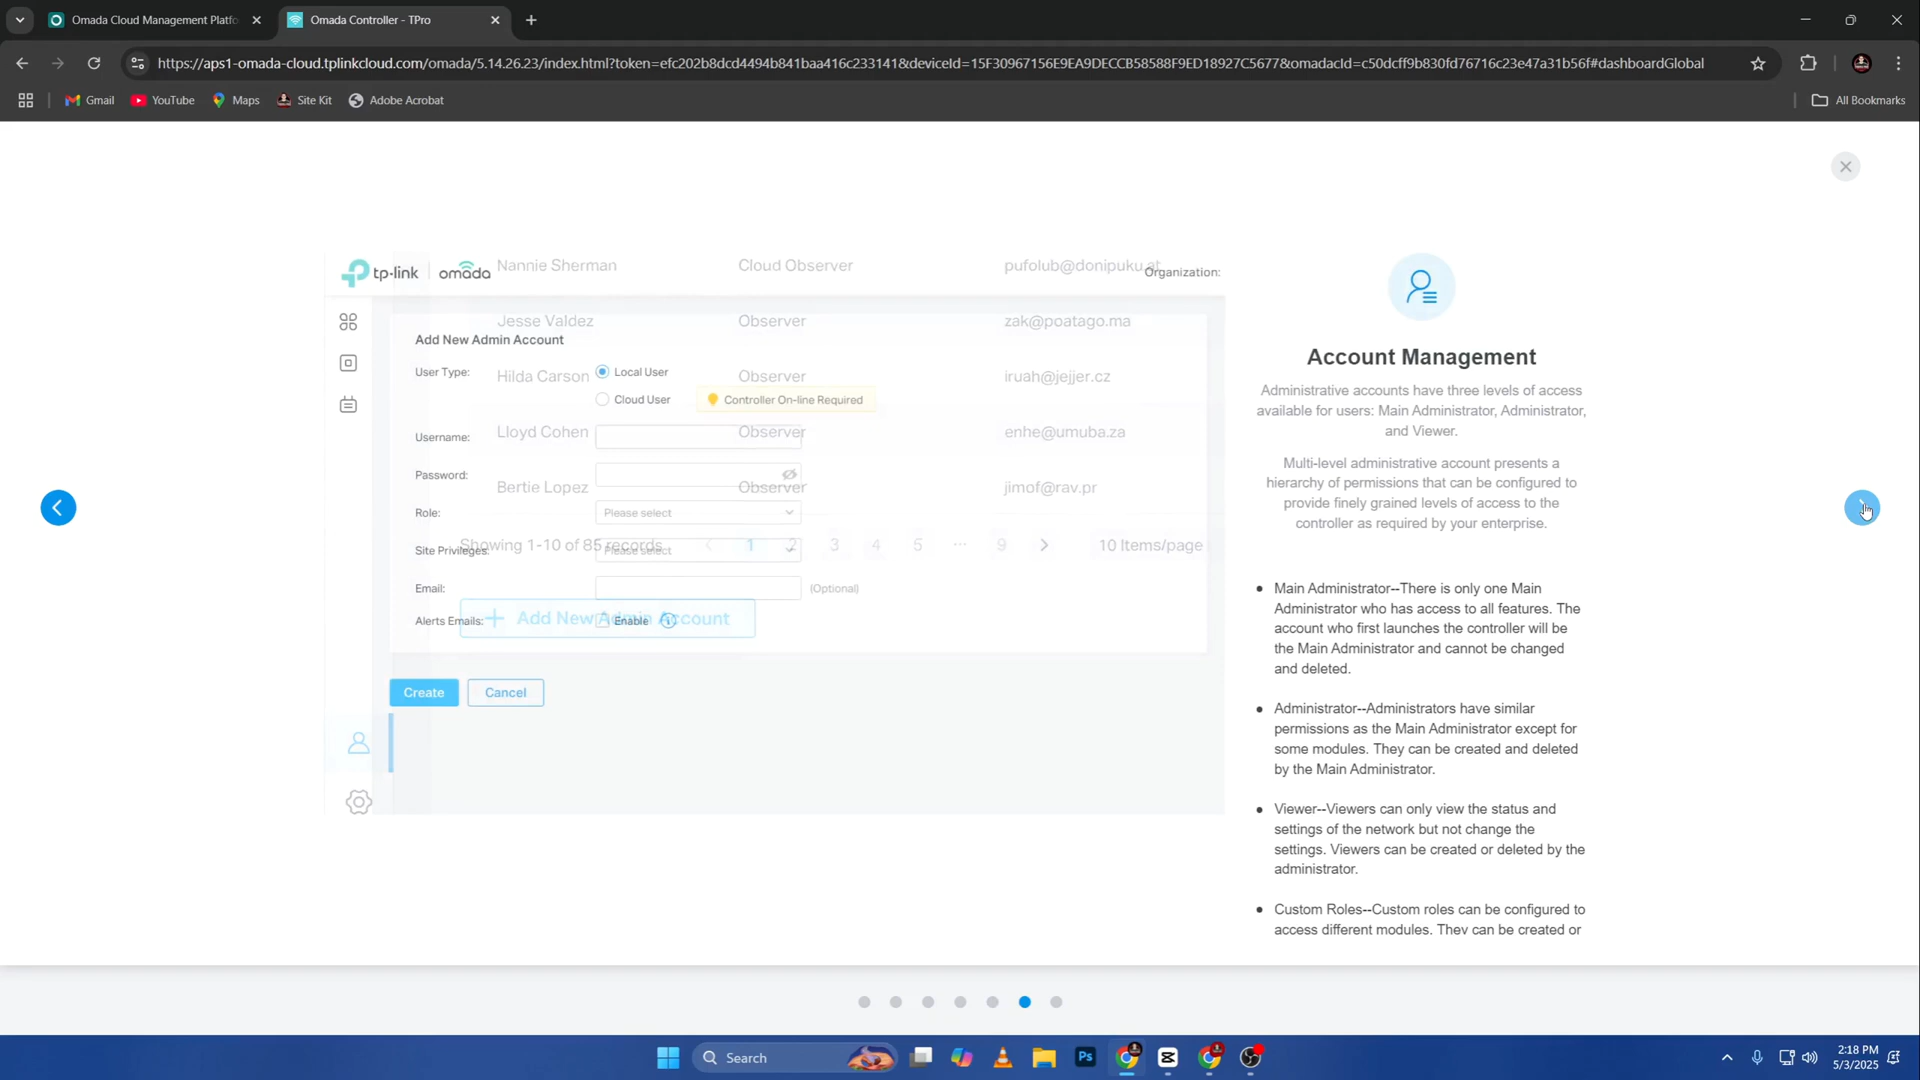 Omada Cloud Management Platfo
Omada Controller - TPro
https://aps1-omada-cloud.tplinkcloud.com/omada/5.14.26.23/index.html?token=efc202b8dcd4494b841baa416c233141&deviceId=15F30967156E9EA9DECCB58588F9ED18927C5677&omadacId=c50dcff9b830fd76716c23e47a31b56f#dashboardGlobal
Gmail
YouTube
Maps
Site Kit
Adobe Acrobat
All Bookmarks
tp-link
omada
Organization:
Nannie Sherman
Cloud Observer
pufolub@donipuku.at
Jesse Valdez
Observer
zak@poatago.ma
Add New Admin Account
User Type:
Local User
Hilda Carson
Observer
iruah@jejjer.cz
Cloud User
Controller On-line Required
Username:
Lloyd Cohen
Observer
enhe@umuba.za
Password:
Bertie Lopez
Observer
jimof@rav.pr
Role:
Please select
Site Privileges:
Please select
Showing 1-10 of 85 records
1
2
3
4
5
...
9
10 Items/page
Email:
(Optional)
Add New Admin Account
Alerts Emails:
Enable
Create
Cancel
Account Management
Administrative accounts have three levels of access
available for users: Main Administrator, Administrator,
and Viewer.
Multi-level administrative account presents a
hierarchy of permissions that can be configured to
provide finely grained levels of access to the
controller as required by your enterprise.
Main Administrator--There is only one Main
Administrator who has access to all features. The
account who first launches the controller will be
the Main Administrator and cannot be changed
and deleted.
Administrator--Administrators have similar
permissions as the Main Administrator except for
some modules. They can be created and deleted
by the Main Administrator.
Viewer--Viewers can only view the status and
settings of the network but not change the
settings. Viewers can be created or deleted by the
administrator.
Custom Roles--Custom roles can be configured to
access different modules. They can be created or
Search
Ps
2:18 PM
5/3/2025